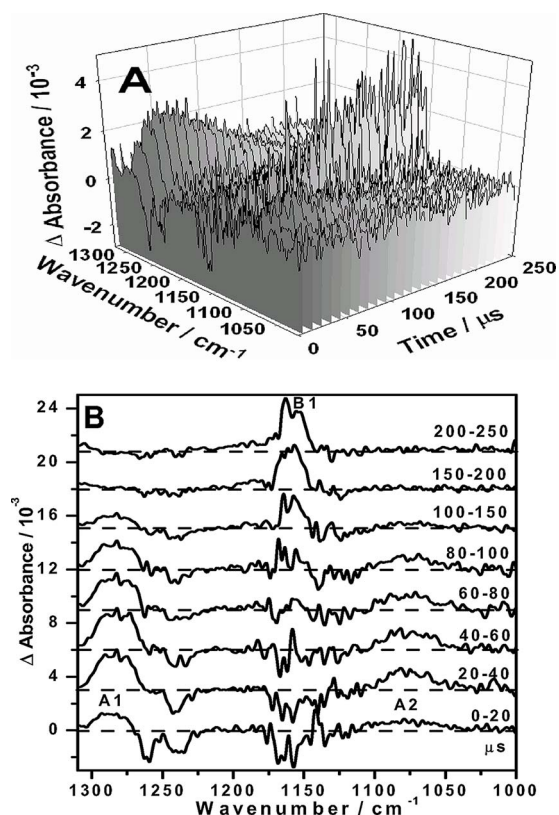 A
Δ Absorbance / 10⁻³
4
2
0
-2
1300
1250
1200
1150
1100
1050
Wavenumber / cm⁻¹
0
50
100
150
200
250
Time / μs
B
Δ Absorbance / 10⁻³
24
20
16
12
8
4
0
B1
200-250
150-200
100-150
80-100
60-80
40-60
20-40
A1
A2
0-20
μs
1300 1250 1200 1150 1100 1050 1000
Wavenumber / cm⁻¹